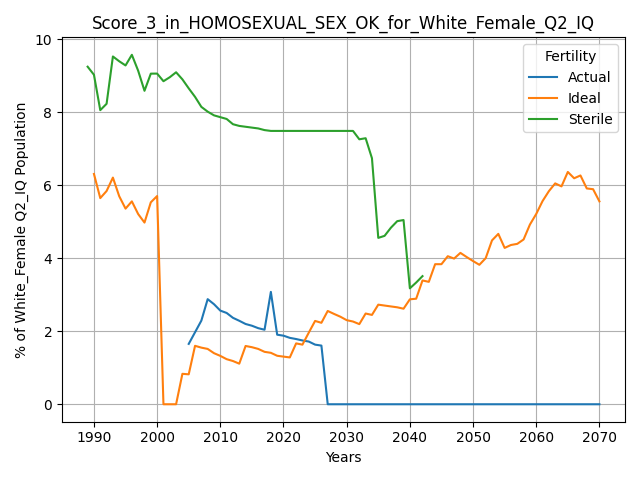 Score_3_in_HOMOSEXUAL_SEX_OK_for_White_Female_Q2_IQ
% of White_Female Q2_IQ Population
10
8
6
4
2
0
Fertility
Actual
Ideal
Sterile
1990 2000 2010 2020 2030 2040 2050 2060 2070
Years